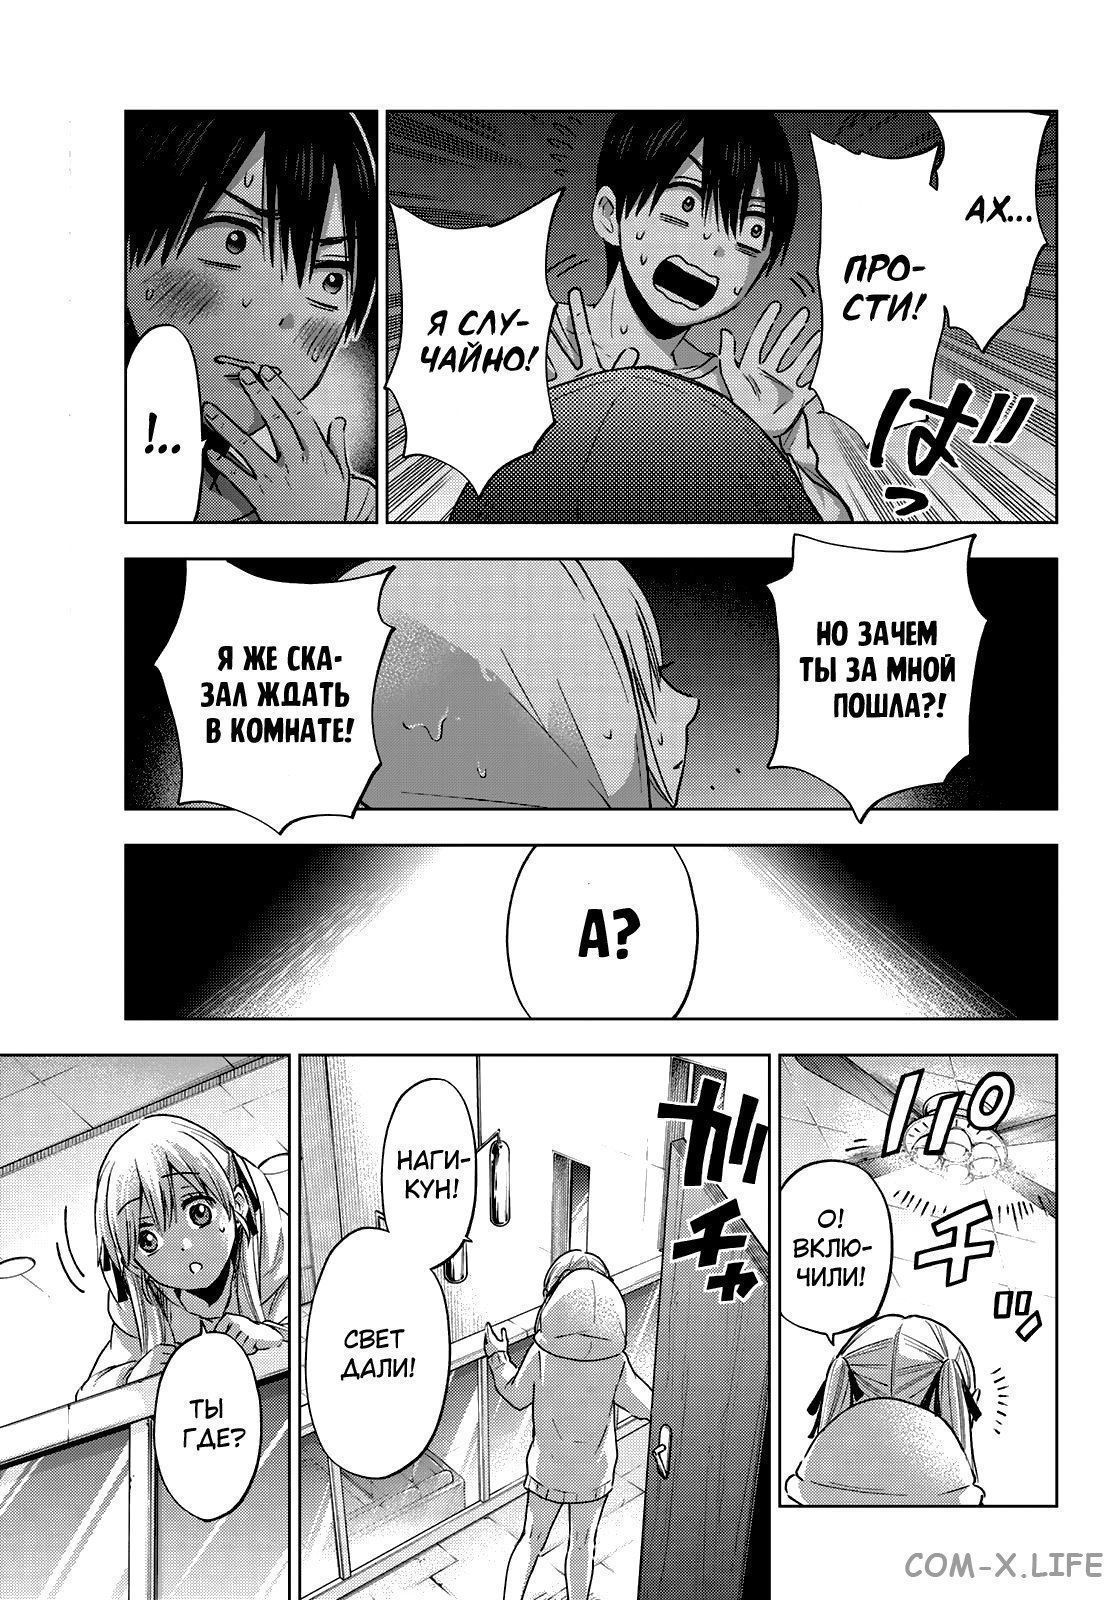 АХ...
ПРО-
СТИ!
Я СЛУ-
ЧАЙНО!
ばっ
!..
НО ЗАЧЕМ
ТЫ ЗА МНОЙ
ПОШЛА?!
Я ЖЕ СКА-
ЗАЛ ЖДАТЬ
В КОМНАТЕ!
А?
パチ
О!
ВКЛЮ-
ЧИЛИ!
ガチャ
НАГИ-
КУН!
СВЕТ
ДАЛИ!
ТЫ
ГДЕ?
COM-X.LIFE